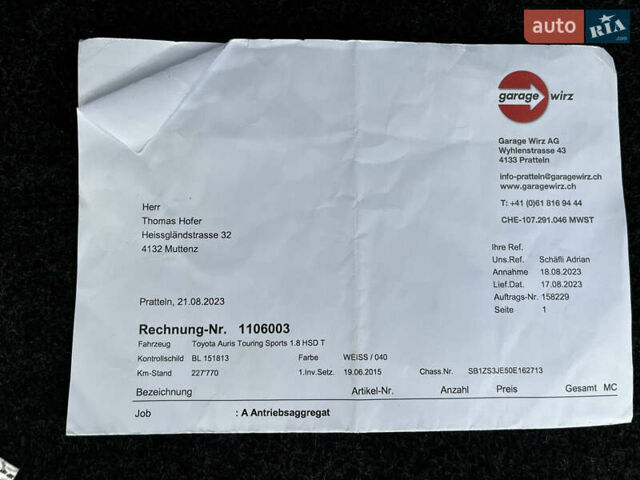 auto RIA.com
garage wirz
Garage Wirz AG
Wyhlenstrasse 43
4133 Pratteln
info-pratteln@garagewirz.ch
www.garagewirz.ch
T: +41 (0)61 816 94 44
CHE-107.291.046 MWST
Herr
Thomas Hofer
Heissgländstrasse 32
4132 Muttenz
Ihre Ref.
Uns.Ref. Schäfli Adrian
Annahme 18.08.2023
Lief.Dat. 17.08.2023
Auftrags-Nr. 158229
Seite 1
Pratteln, 21.08.2023
Rechnung-Nr. 1106003
Fahrzeug Toyota Auris Touring Sports 1.8 HSD T
Kontrollschild BL 151813 Farbe WEISS / 040
Km-Stand 227'770 1.Inv.Setz. 19.06.2015 Chass.Nr. SB1ZS3JE50E162713
Bezeichnung Artikel-Nr. Anzahl Preis Gesamt MC
Job : A Antriebsaggregat